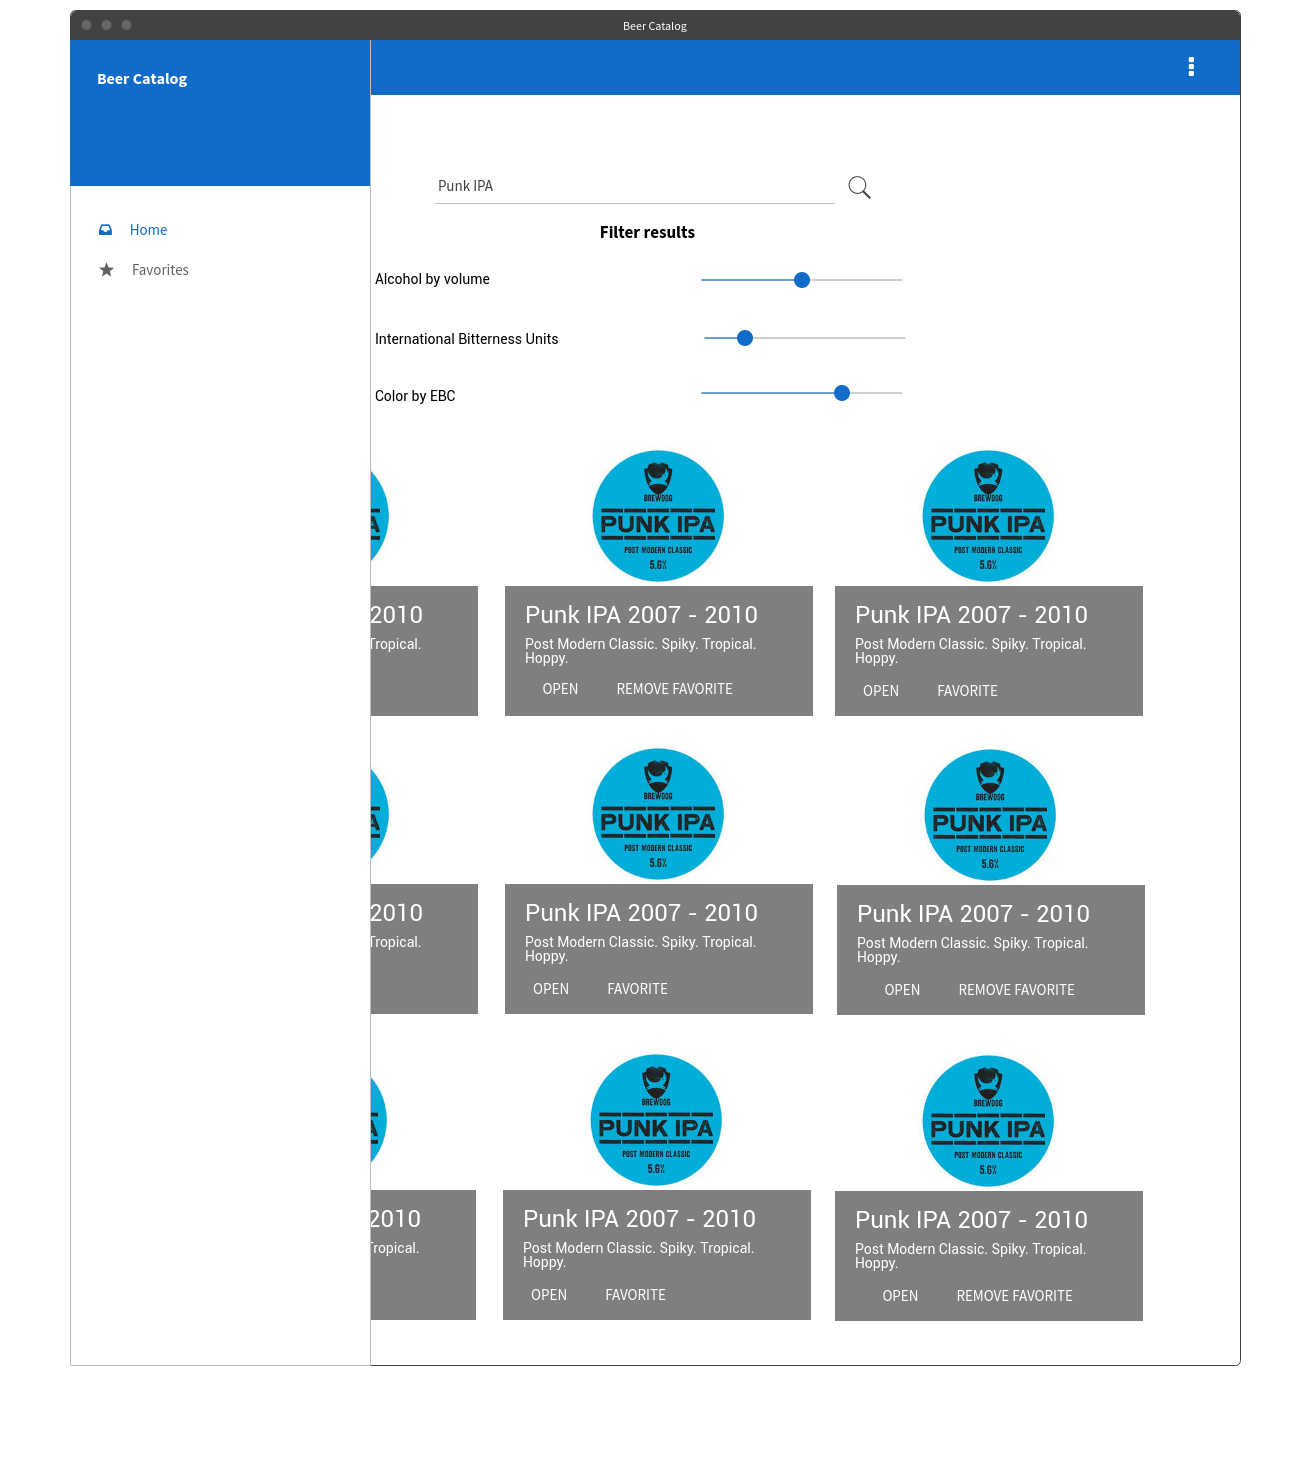 Beer Catalog
Beer Catalog
Home
Favorites
Punk IPA
Filter results
Alcohol by volume
International Bitterness Units
Color by EBC
A
BREWDOG
PUNK IPA
POST MODERN CLASSIC
5.6%
BREWDOG
PUNK IPA
POST MODERN CLASSIC
5.6%
2010
Tropical.
Punk IPA 2007 - 2010
Post Modern Classic. Spiky. Tropical.
Hoppy.
OPEN REMOVE FAVORITE
Punk IPA 2007 - 2010
Post Modern Classic. Spiky. Tropical.
Hoppy.
OPEN FAVORITE
A
BREWDOG
PUNK IPA
POST MODERN CLASSIC
5.6%
BREWDOG
PUNK IPA
POST MODERN CLASSIC
5.6%
2010
Tropical.
Punk IPA 2007 - 2010
Post Modern Classic. Spiky. Tropical.
Hoppy.
OPEN FAVORITE
Punk IPA 2007 - 2010
Post Modern Classic. Spiky. Tropical.
Hoppy.
OPEN REMOVE FAVORITE
A
BREWDOG
PUNK IPA
POST MODERN CLASSIC
5.6%
BREWDOG
PUNK IPA
POST MODERN CLASSIC
5.6%
2010
Tropical.
Punk IPA 2007 - 2010
Post Modern Classic. Spiky. Tropical.
Hoppy.
OPEN FAVORITE
Punk IPA 2007 - 2010
Post Modern Classic. Spiky. Tropical.
Hoppy.
OPEN REMOVE FAVORITE